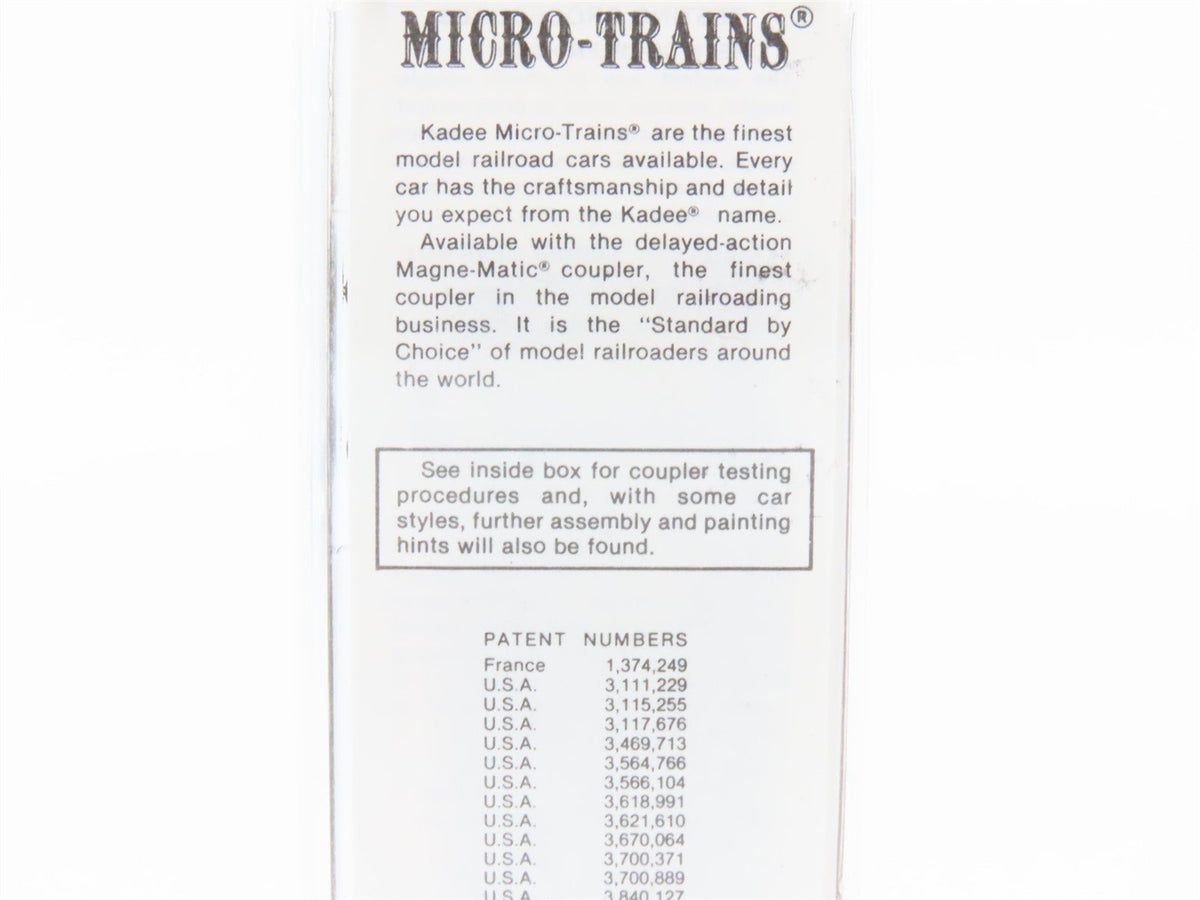 MICRO-TRAINS®
Kadee Micro-Trains® are the finest
model railroad cars available. Every
car has the craftsmanship and detail
you expect from the Kadee® name.
Available with the delayed-action
Magne-Matic® coupler, the finest
coupler in the model railroading
business. It is the "Standard by
Choice" of model railroaders around
the world.
See inside box for coupler testing
procedures and, with some car
styles, further assembly and painting
hints will also be found.
PATENT NUMBERS
France 1,374,249
U.S.A. 3,111,229
U.S.A. 3,115,255
U.S.A. 3,117,676
U.S.A. 3,469,713
U.S.A. 3,564,766
U.S.A. 3,566,104
U.S.A. 3,618,991
U.S.A. 3,621,610
U.S.A. 3,670,064
U.S.A. 3,700,371
U.S.A. 3,700,889
U.S.A. 3,840,127